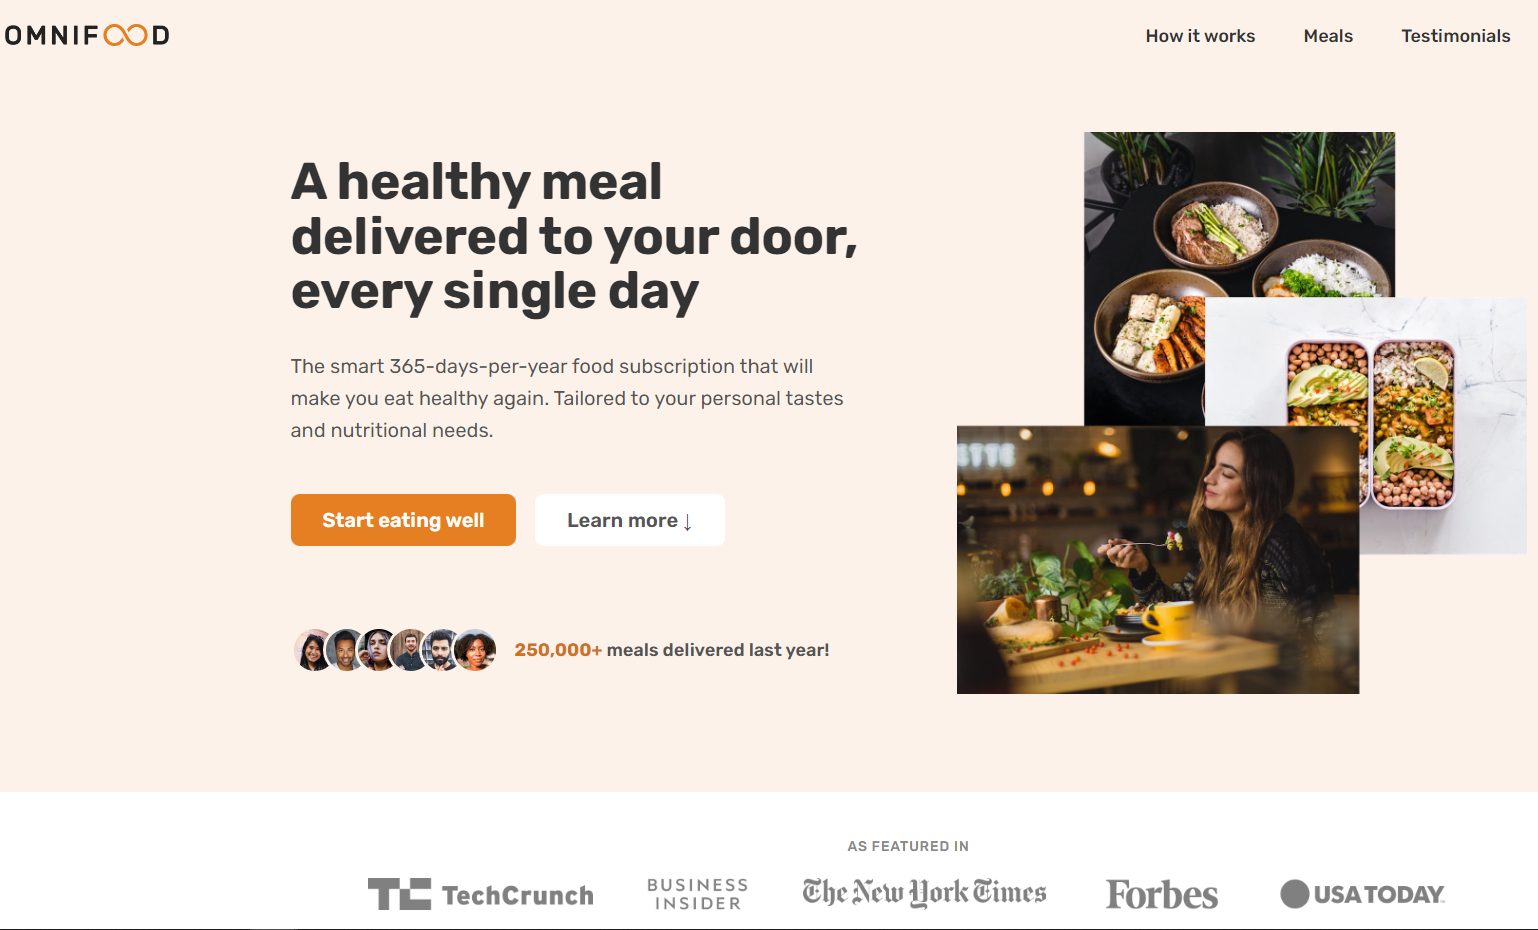 OMNIFOOD
How it works
Meals
Testimonials
A healthy meal
delivered to your door,
every single day
The smart 365-days-per-year food subscription that will
make you eat healthy again. Tailored to your personal tastes
and nutritional needs.
Start eating well
Learn more ↓
250,000+ meals delivered last year!
AS FEATURED IN
TC TechCrunch
BUSINESS
INSIDER
The New York Times
Forbes
USA TODAY